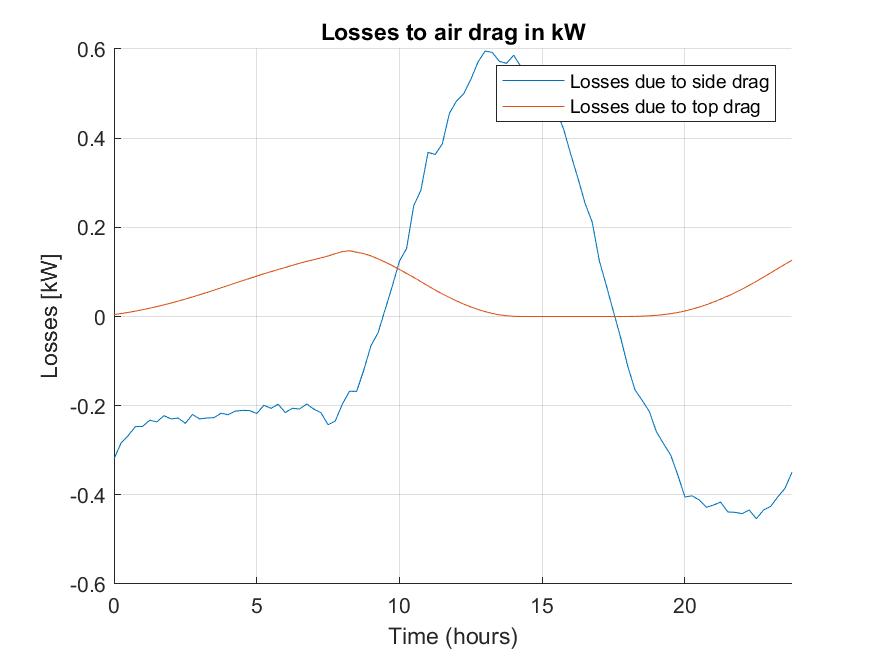 Losses to air drag in kW
Losses due to side drag
Losses due to top drag
0.6
0.4
0.2
0
-0.2
-0.4
-0.6
Losses [kW]
0 5 10 15 20
Time (hours)